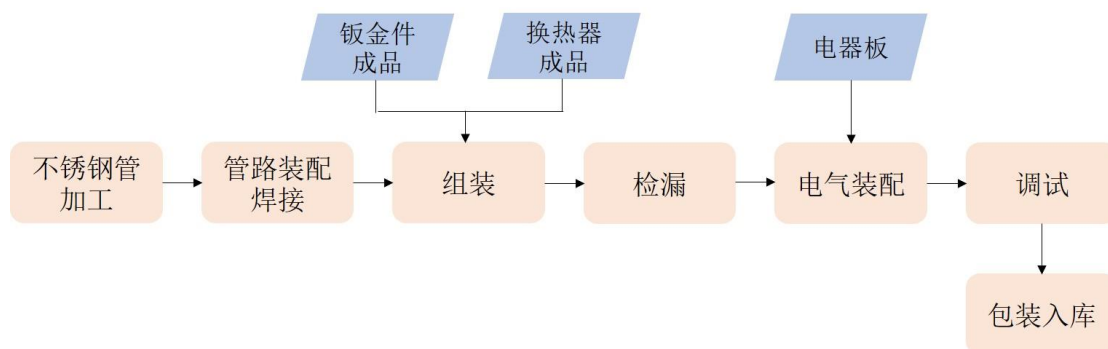 钣金件
成品
换热器
成品
电器板
不锈钢管
加工
管路装配
焊接
组装
检漏
电气装配
调试
包装入库